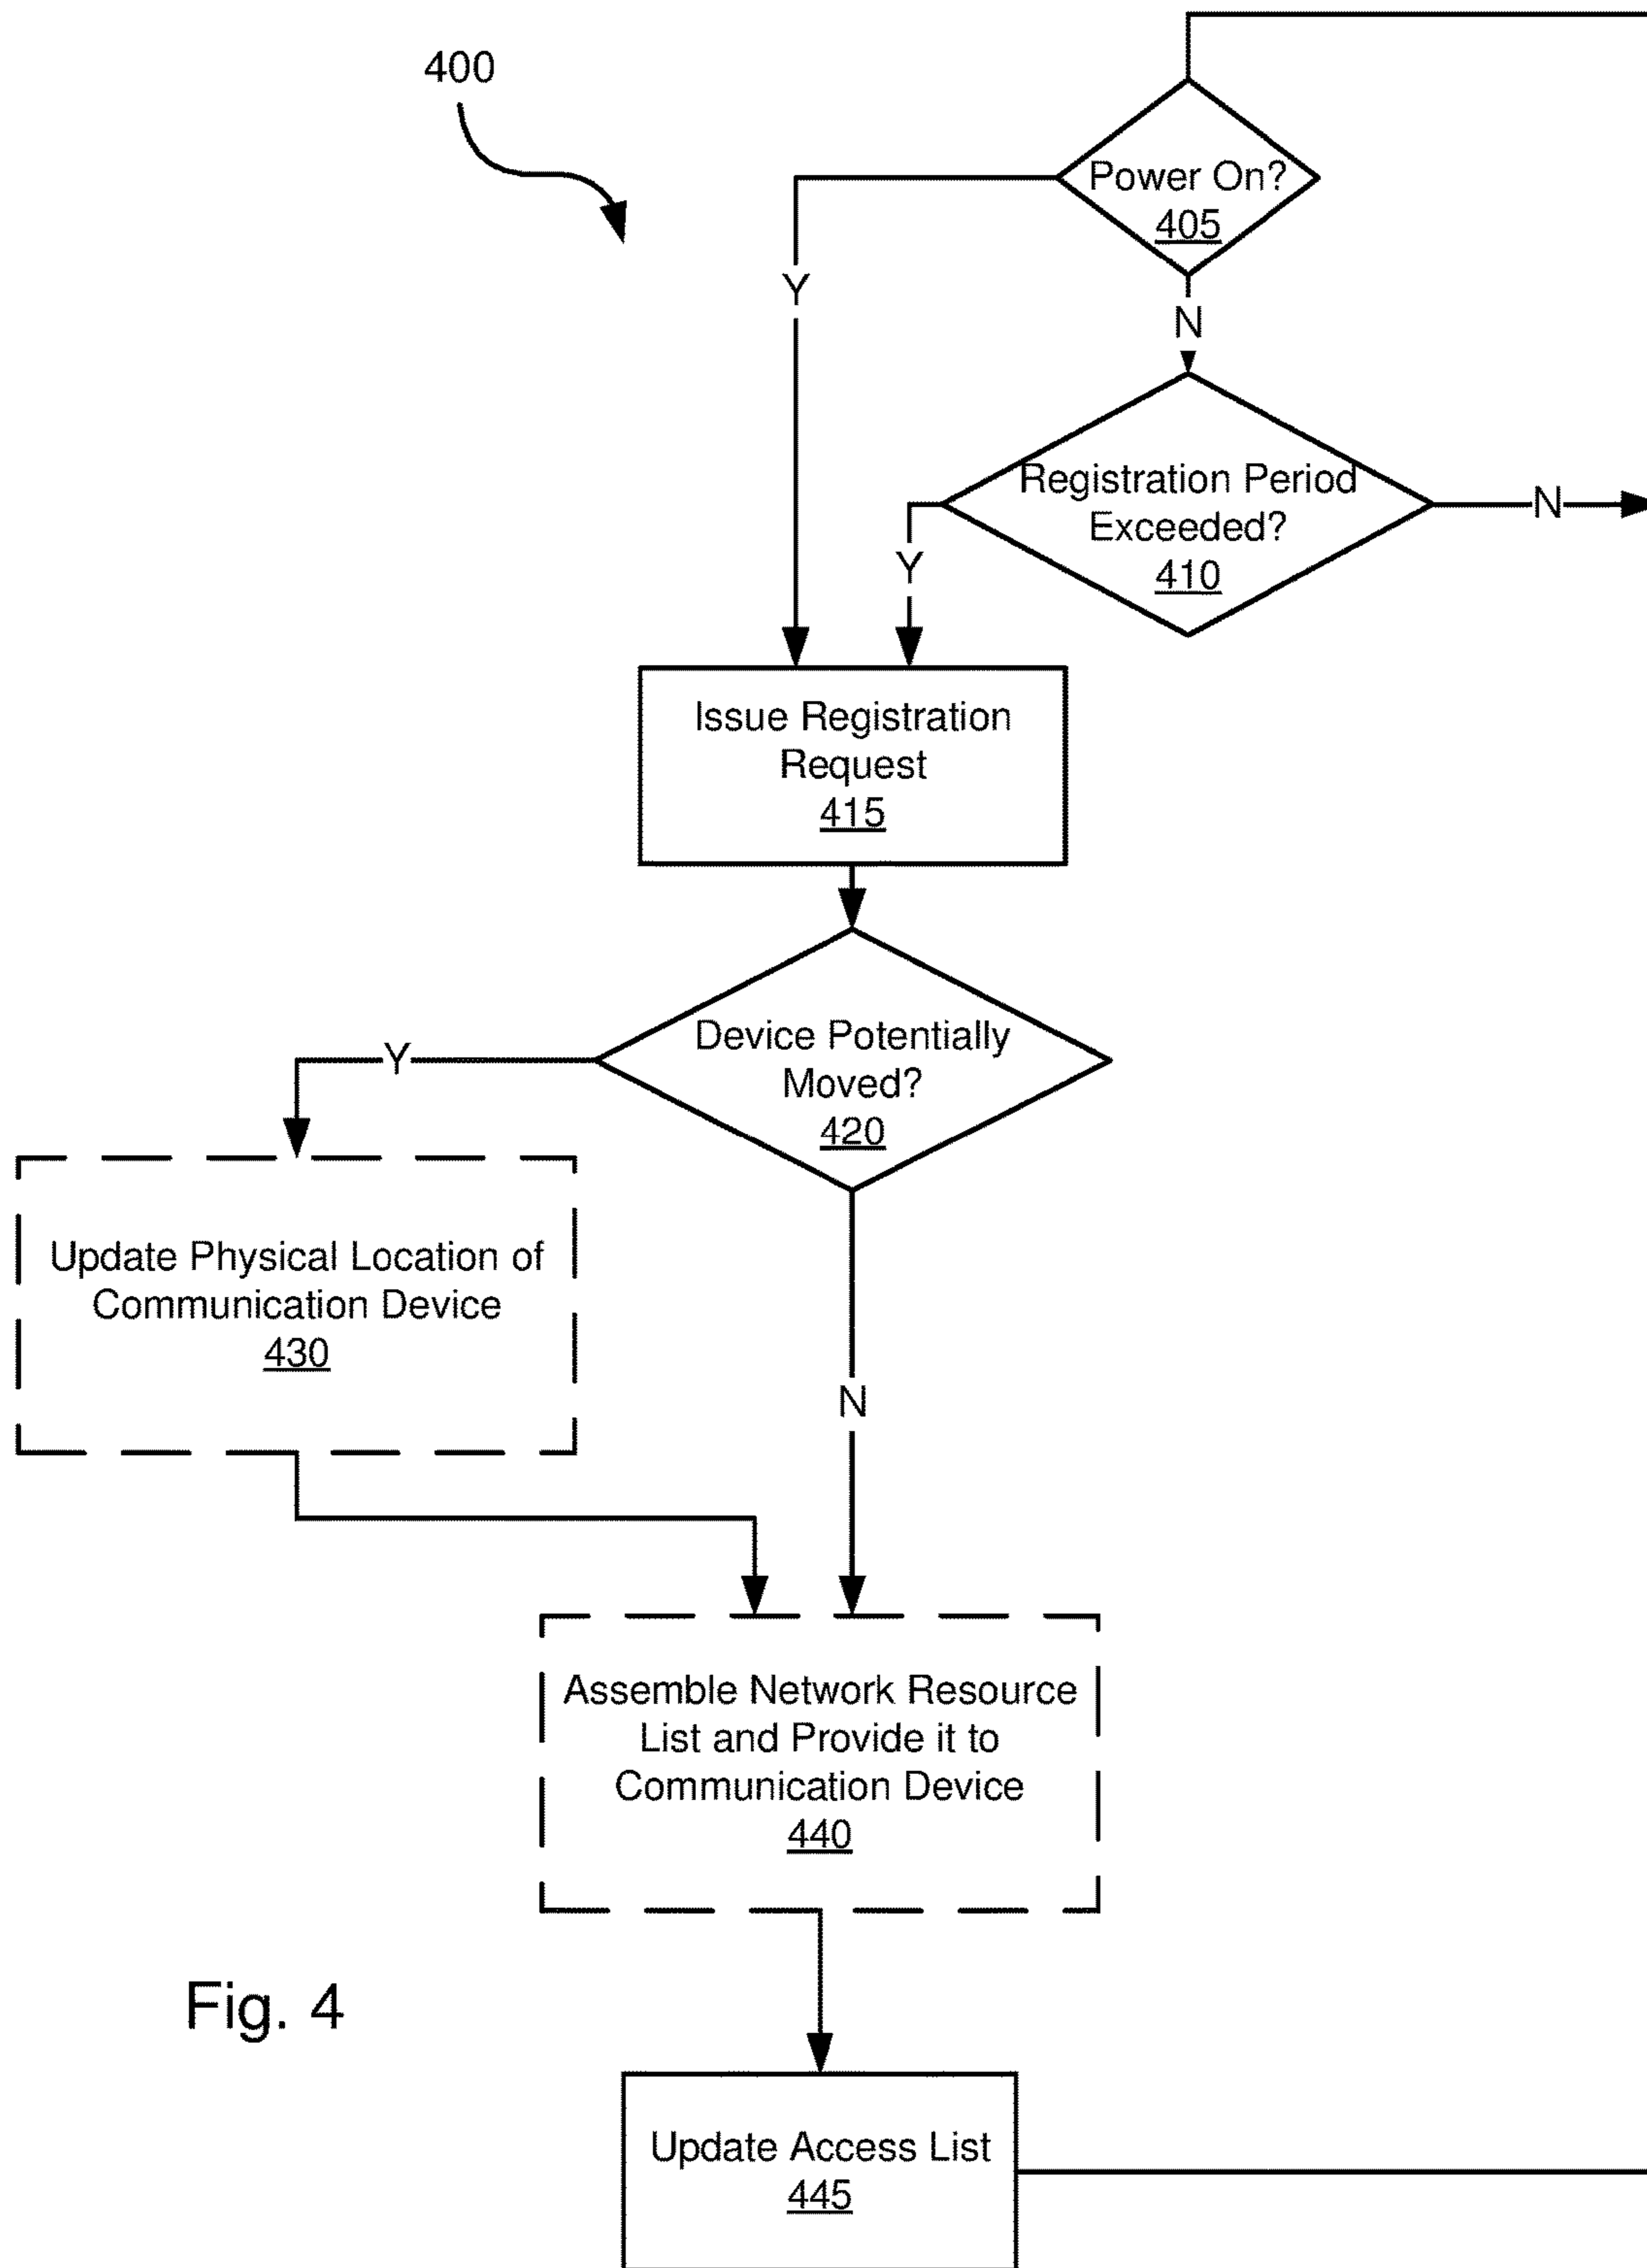 400
Power On?
405
Y
N
Registration Period
Exceeded?
410
N
Y
Issue Registration
Request
415
Device Potentially
Moved?
420
Y
Update Physical Location of
Communication Device
430
N
Assemble Network Resource
List and Provide it to
Communication Device
440
Fig. 4
Update Access List
445